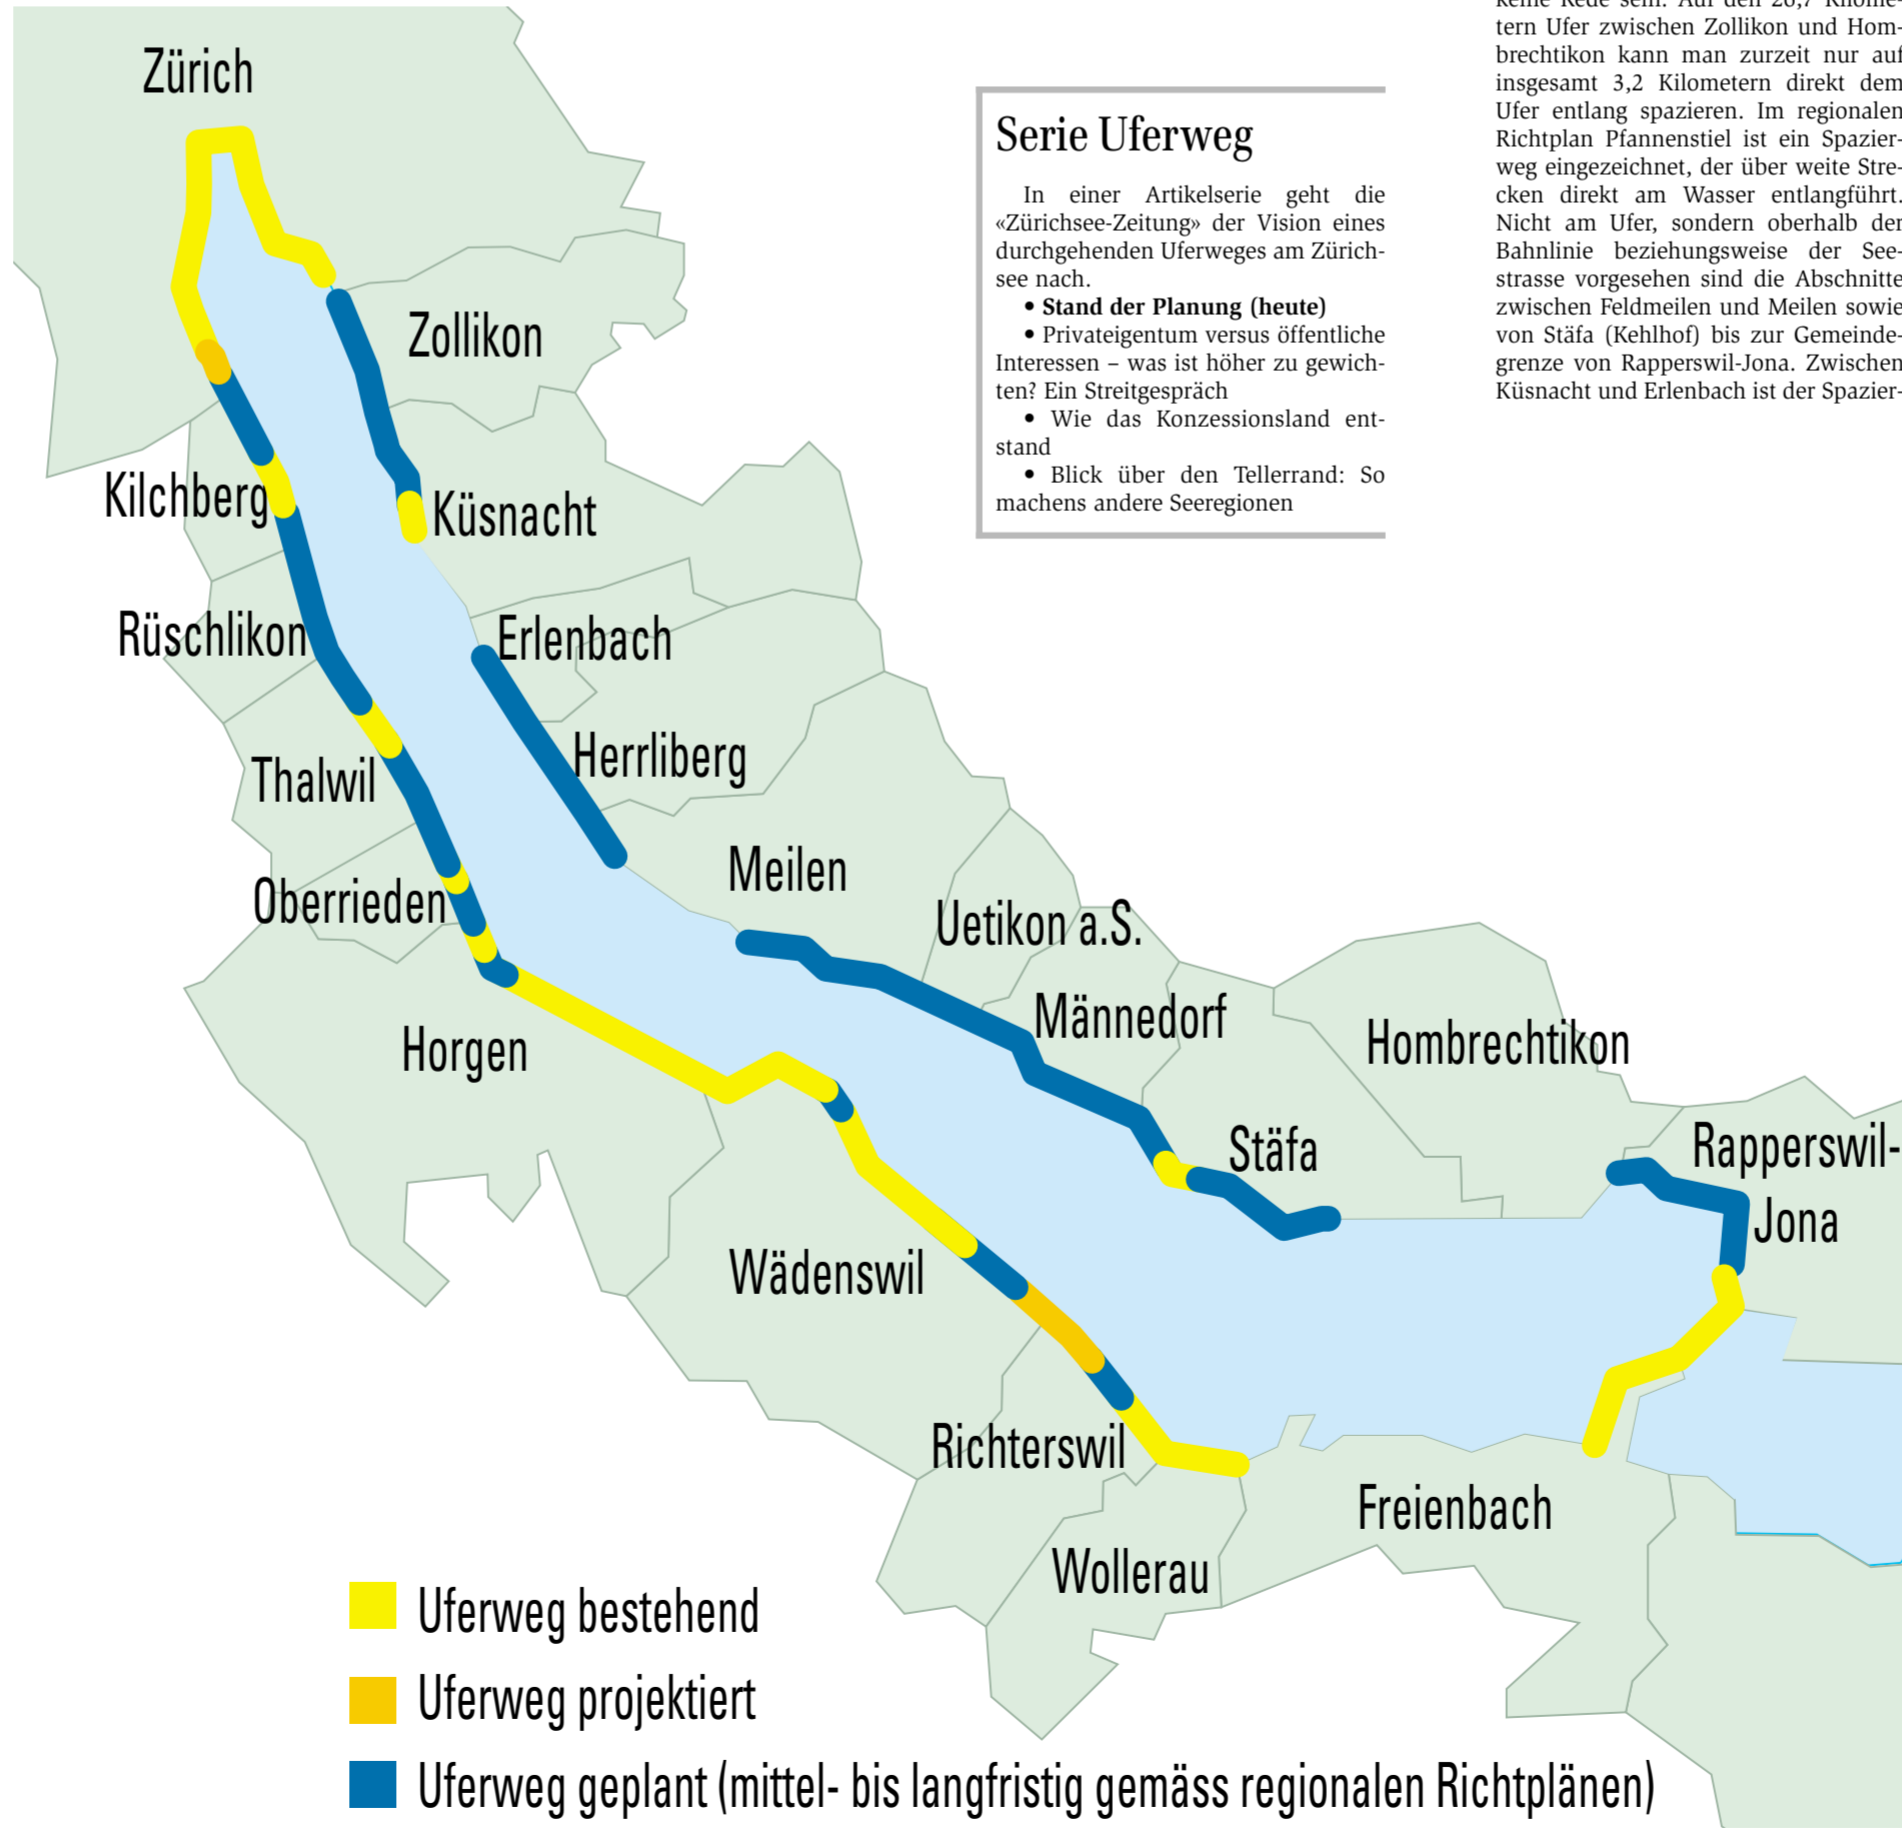 Zürich
Zollikon
Kilchberg
Küsnacht
Rüschlikon
Erlenbach
Herrliberg
Thalwil
Meilen
Oberrieden
Uetikon a.S.
Horgen
Männedorf
Hombrechtikon
Stäfa
Rapperswil-
Jona
Wädenswil
Richterswil
Freienbach
Wollerau
Uferweg bestehend
Uferweg projektiert
Uferweg geplant (mittel- bis langfristig gemäss regionalen Richtplänen)
Serie Uferweg
In einer Artikelserie geht die
«Zürichsee-Zeitung» der Vision eines
durchgehenden Uferweges am Zürich-
see nach.
• Stand der Planung (heute)
• Privateigentum versus öffentliche
Interessen – was ist höher zu gewich-
ten? Ein Streitgespräch
• Wie das Konzessionsland ent-
stand
• Blick über den Tellerrand: So
machens andere Seeregionen
keine Rede sein. Auf den 26,7 Kilome-
tern Ufer zwischen Zollikon und Hom-
brechtikon kann man zurzeit nur auf
insgesamt 3,2 Kilometern direkt dem
Ufer entlang spazieren. Im regionalen
Richtplan Pfannenstiel ist ein Spazier-
weg eingezeichnet, der über weite Stre-
cken direkt am Wasser entlangführt.
Nicht am Ufer, sondern oberhalb der
Bahnlinie beziehungsweise der See-
strasse vorgesehen sind die Abschnitte
zwischen Feldmeilen und Meilen sowie
von Stäfa (Kehlhof) bis zur Gemeinde-
grenze von Rapperswil-Jona. Zwischen
Küsnacht und Erlenbach ist der Spazier-